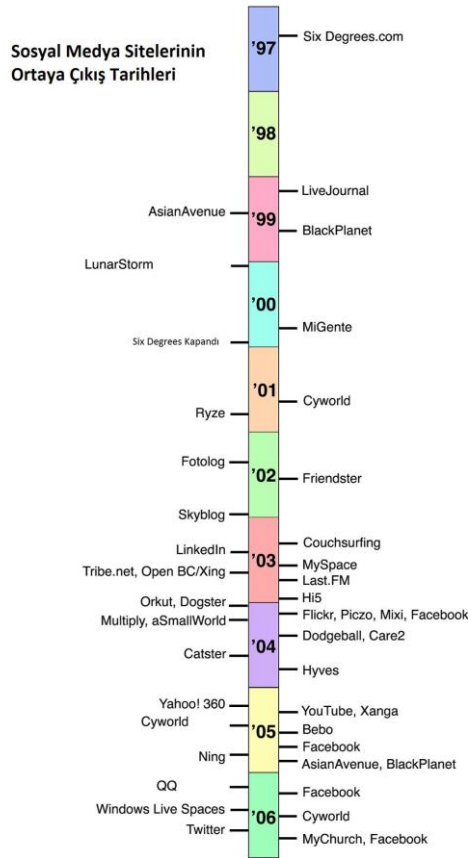 Sosyal Medya Sitelerinin
Ortaya Çıkış Tarihleri
'97
Six Degrees.com
'98
'99
LiveJournal
AsianAvenue
BlackPlanet
LunarStorm
'00
MiGente
Six Degrees Kapandı
'01
Cyworld
Ryze
Fotolog
'02
Friendster
Skyblog
'03
Couchsurfing
LinkedIn
MySpace
Tribe.net, Open BC/Xing
Last.FM
Hi5
Orkut, Dogster
Flickr, Piczo, Mixi, Facebook
Multiply, aSmallWorld
'04
Dodgeball, Care2
Catster
Hyves
Yahoo! 360
YouTube, Xanga
Cyworld
'05
Bebo
Facebook
Ning
AsianAvenue, BlackPlanet
QQ
Facebook
Windows Live Spaces
'06
Cyworld
Twitter
MyChurch, Facebook